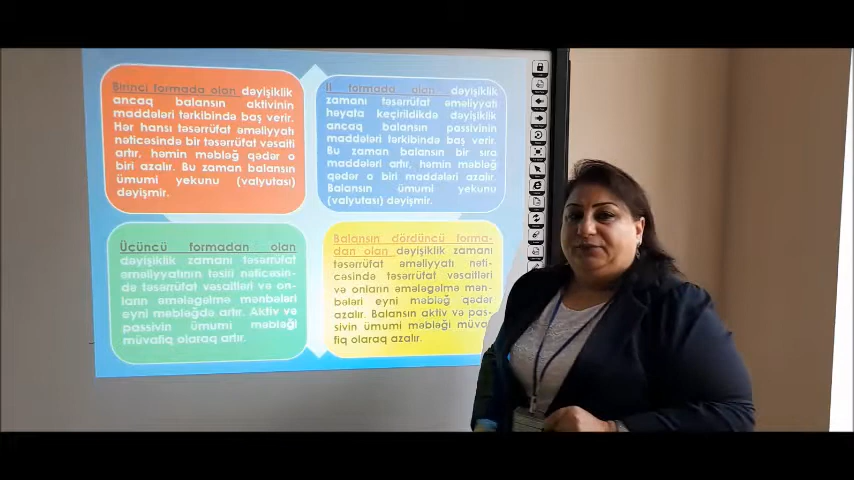 Birinci formada olan dəyişiklik
ancaq balansın aktivinin
maddələri tərkibində baş verir.
Hər hansı təsərrüfat əməliyyatı
nəticəsində bir təsərrüfat vəsaiti
artır, həmin məbləğ qədər o
biri azalır. Bu zaman balansın
ümumi yekunu (valyutası)
dəyişmir.
II formada olan dəyişiklik
zamanı təsərrüfat əməliyyatı
həyata keçirildikdə dəyişiklik
ancaq balansın passivinin
maddələri tərkibində baş verir.
Bu zaman balansın bir sıra
maddələri artır, həmin məbləğ
qədər o biri maddələri azalır.
Balansın ümumi yekunu
(valyutası) dəyişmir.
Üçüncü formadan olan
dəyişiklik zamanı təsərrüfat
əməliyyatının nəticəsində
təsərrüfat vəsailləri və on-
ların əmələgəlmə mənbələri
eyni məbləğdə artır. Aktiv və
passivin ümumi məbləği
müvafiq olaraq artır.
Balansın dördüncü forma-
dan olan dəyişiklik zamanı
təsərrüfat əməliyyatı nəti-
cəsində təsərrüfat vəsailləri
və onların əmələgəlmə mən-
bələri eyni məbləğ qədər
azalır. Balansın aktiv və pas-
sivin ümumi məbləği müva-
fiq olaraq azalır.